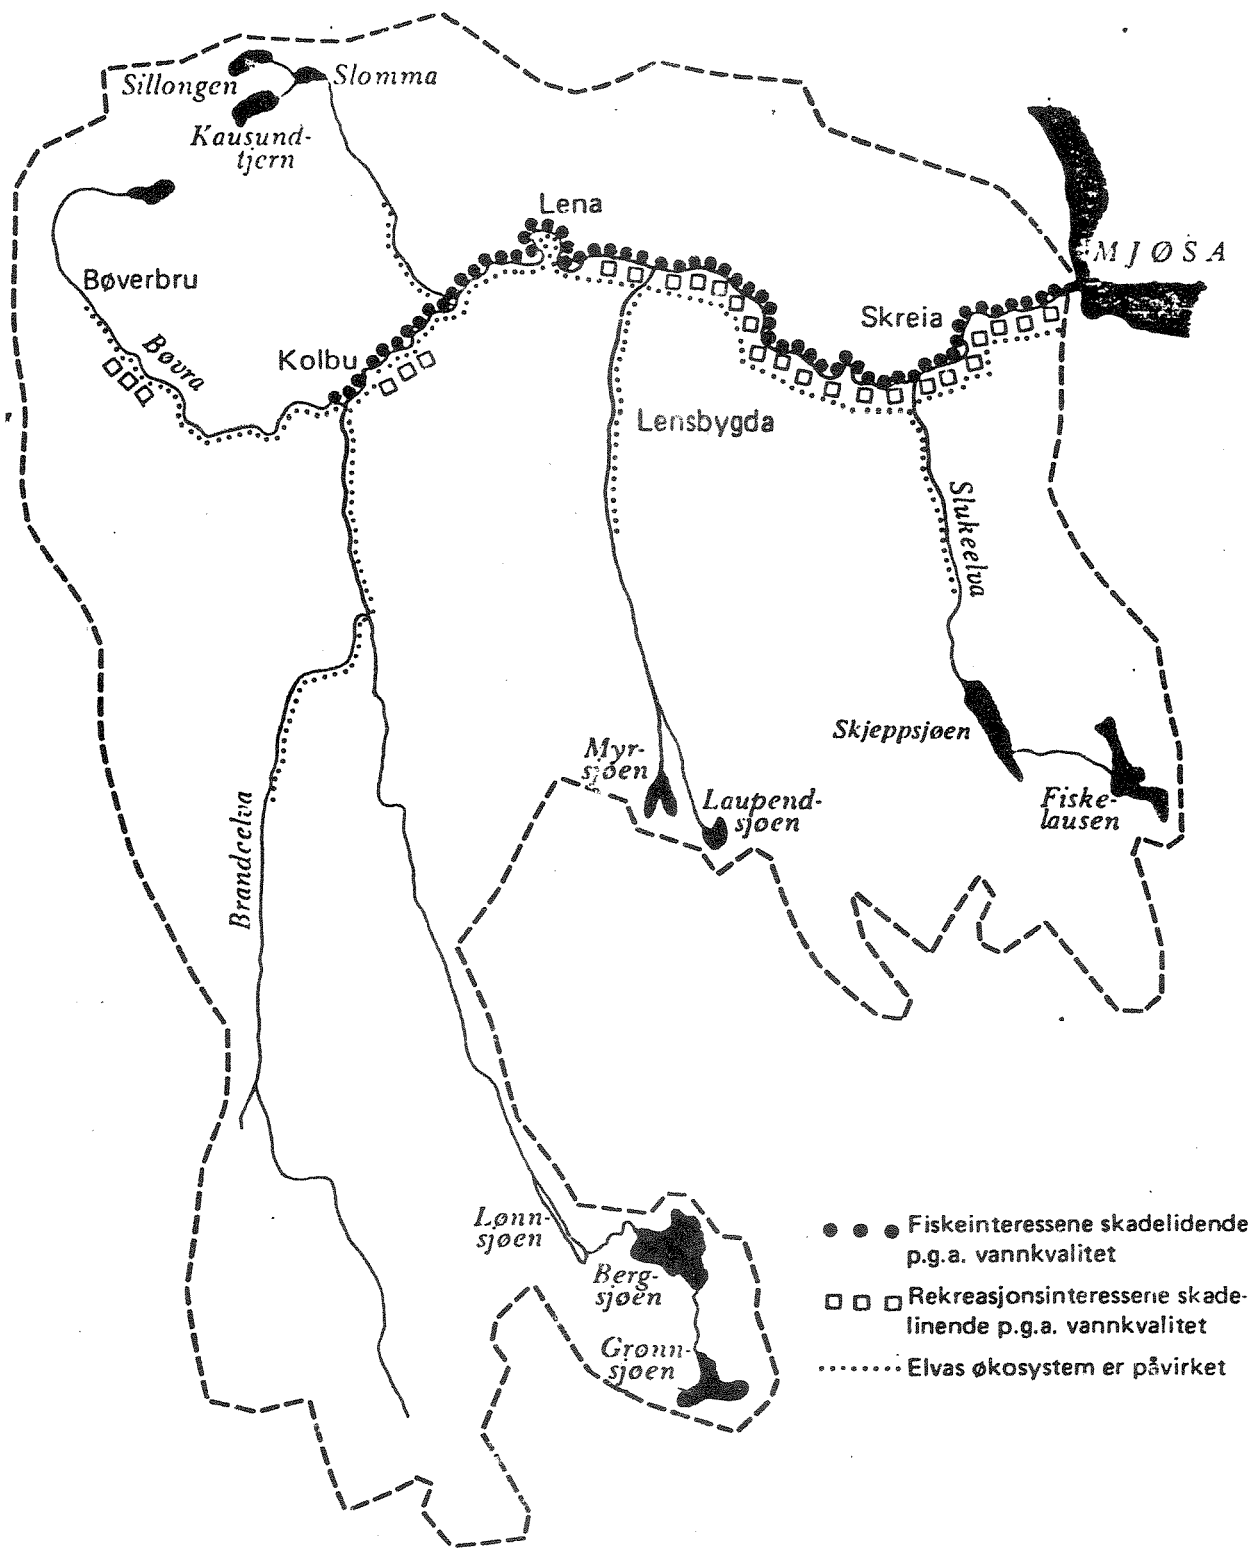 Sillongen
Slomma
Kausund-
tjern
Lena
MJØSA
Bøverbru
Bøvra
Kolbu
Skreia
Lensbygda
Slukeelva
Skjeppsjøen
Myr-
sjøen
Laupend-
sjøen
Fiske-
lausen
Brandeelva
Lønn-
sjøen
Berg-
sjøen
Grønn-
sjøen
Fiskeinteressene skadelidende
p.g.a. vannkvalitet
Rekreasjonsinteressene skade-
linende p.g.a. vannkvalitet
Elvas økosystem er påvirket